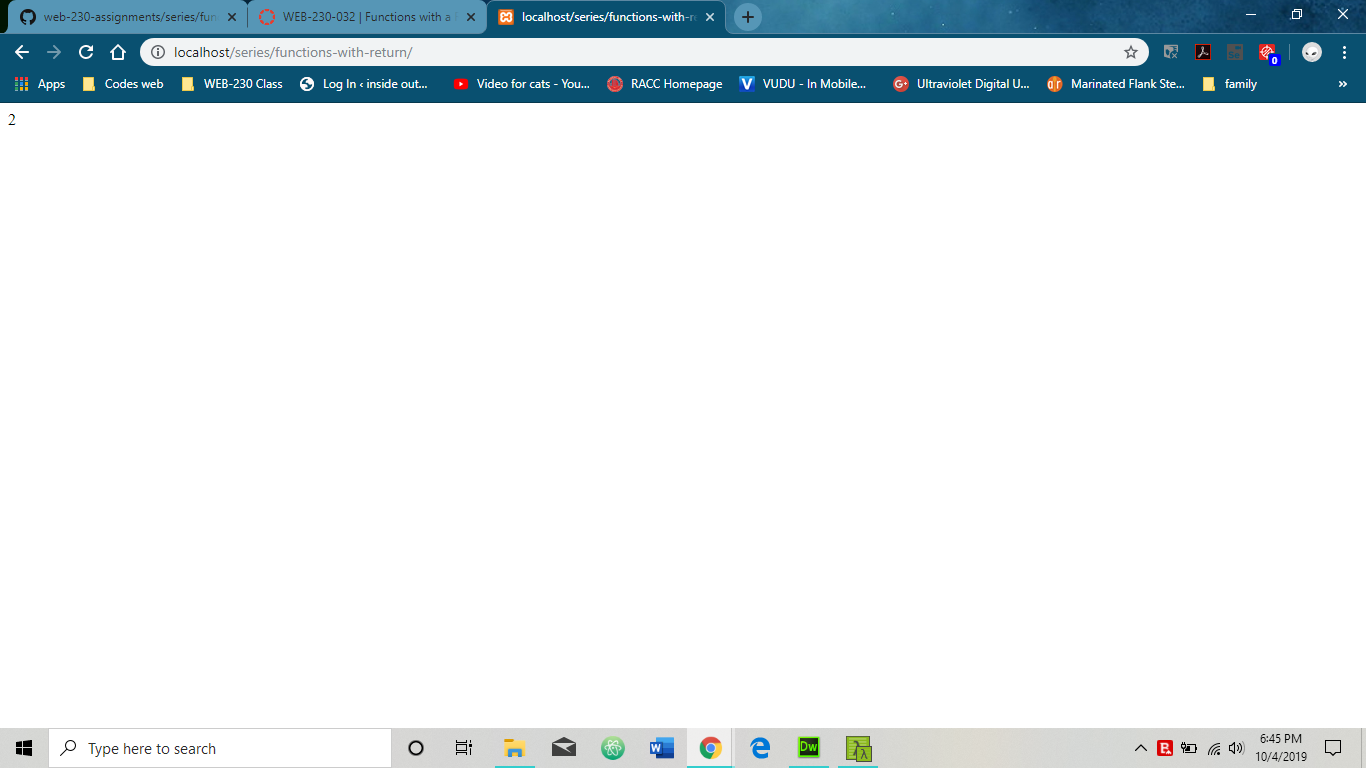 web-230-assignments/series/fun
WEB-230-032 | Functions with a
localhost/series/functions-with-r
localhost/series/functions-with-return/
0
Apps
Codes web
WEB-230 Class
Log In ‹ inside out...
Video for cats - You...
RACC Homepage
VUDU - In Mobile...
Ultraviolet Digital U...
Marinated Flank Ste...
family
»
2
Type here to search
6:45 PM
10/4/2019